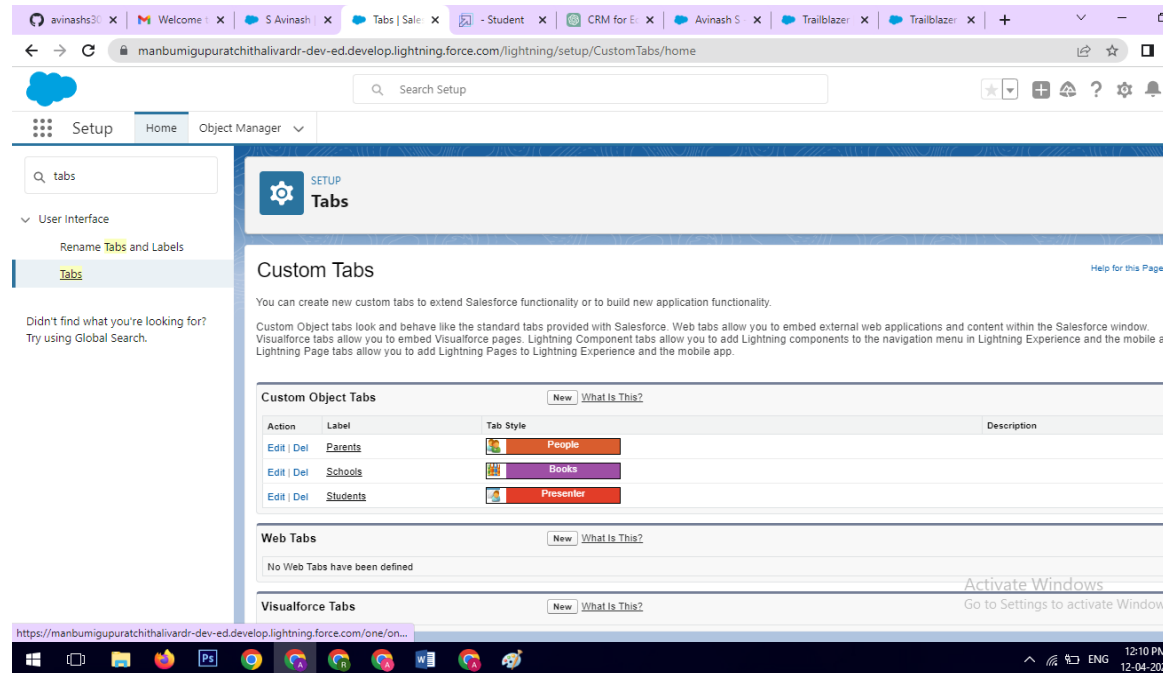 avinashs30
Welcome t
S Avinash |
Tabs | Sale
- Student
CRM for Ec
Avinash S -
Trailblazer
Trailblazer
manbumigupuratchithalivardr-dev-ed.develop.lightning.force.com/lightning/setup/CustomTabs/home
Search Setup
Setup
Home
Object Manager
tabs
SETUP
Tabs
User Interface
Rename Tabs and Labels
Tabs
Didn't find what you're looking for?
Try using Global Search.
Custom Tabs
Help for this Page
You can create new custom tabs to extend Salesforce functionality or to build new application functionality.
Custom Object tabs look and behave like the standard tabs provided with Salesforce. Web tabs allow you to embed external web applications and content within the Salesforce window.
Visualforce tabs allow you to embed Visualforce pages. Lightning Component tabs allow you to add Lightning components to the navigation menu in Lightning Experience and the mobile a
Lightning Page tabs allow you to add Lightning Pages to Lightning Experience and the mobile app.
Custom Object Tabs New What Is This?
Action Label Tab Style Description
Edit | Del Parents People
Edit | Del Schools Books
Edit | Del Students Presenter
Web Tabs New What Is This?
No Web Tabs have been defined
Visualforce Tabs New What Is This?
Activate Windows
Go to Settings to activate Window
https://manbumigupuratchithalivardr-dev-ed.develop.lightning.force.com/one/on...
Ps
ENG
12:10 PM
12-04-202